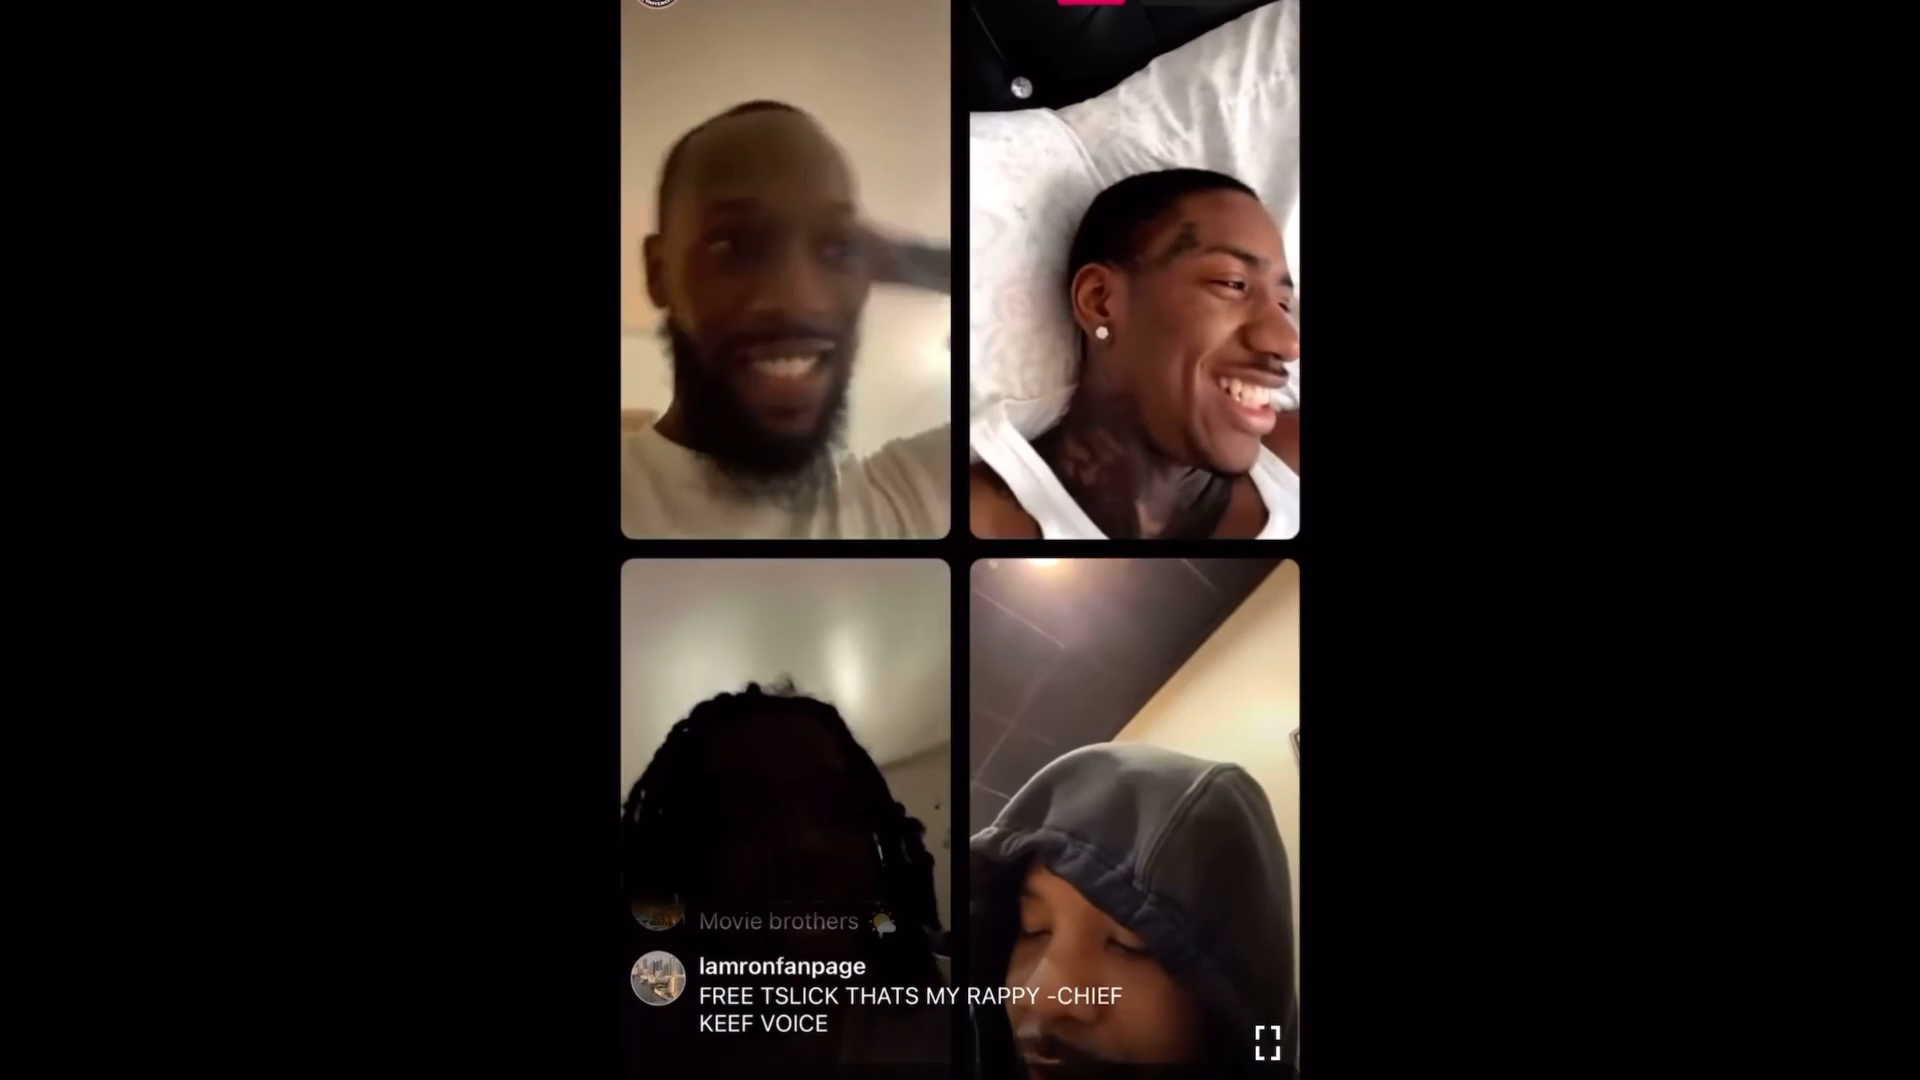 Movie brothers
lamronfanpage
FREE TSLICK THATS MY RAPPY -CHIEF
KEEF VOICE